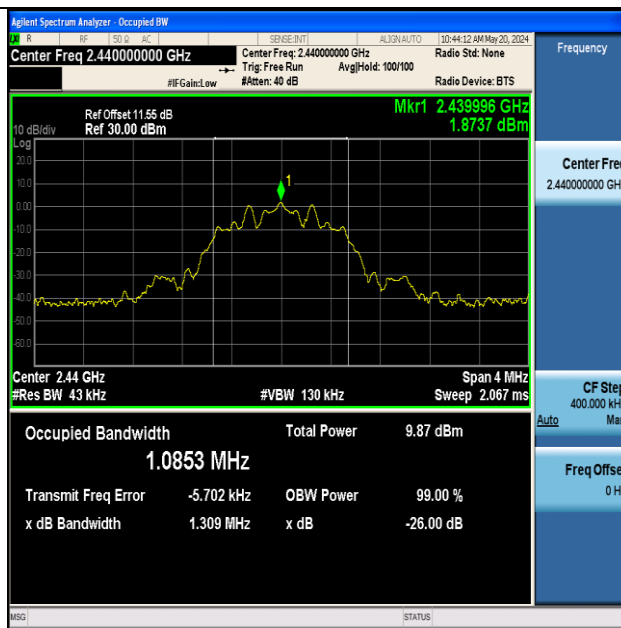 Agilent Spectrum Analyzer - Occupied BW
R RF 50 Ω AC SENSE:INT ALIGN AUTO 10:44:12 AM May 20, 2024
Center Freq 2.440000000 GHz
Center Freq: 2.440000000 GHz
Radio Std: None
Trig: Free Run Avg|Hold: 100/100
#IFGain:Low
#Atten: 40 dB
Radio Device: BTS
Frequency
Ref Offset 11.55 dB
10 dB/div Ref 30.00 dBm
Mkr1 2.439996 GHz
1.8737 dBm
Log
20.0
10.0
0.00
-10.0
-20.0
-30.0
-40.0
-50.0
-60.0
1
Center 2.44 GHz Span 4 MHz
#Res BW 43 kHz #VBW 130 kHz Sweep 2.067 ms
Occupied Bandwidth
1.0853 MHz
Total Power 9.87 dBm
Transmit Freq Error -5.702 kHz OBW Power 99.00 %
x dB Bandwidth 1.309 MHz x dB -26.00 dB
Center Fre
2.440000000 GH
CF Step
400.000 kH
Auto Ma
Freq Offse
0 H
MSG STATUS